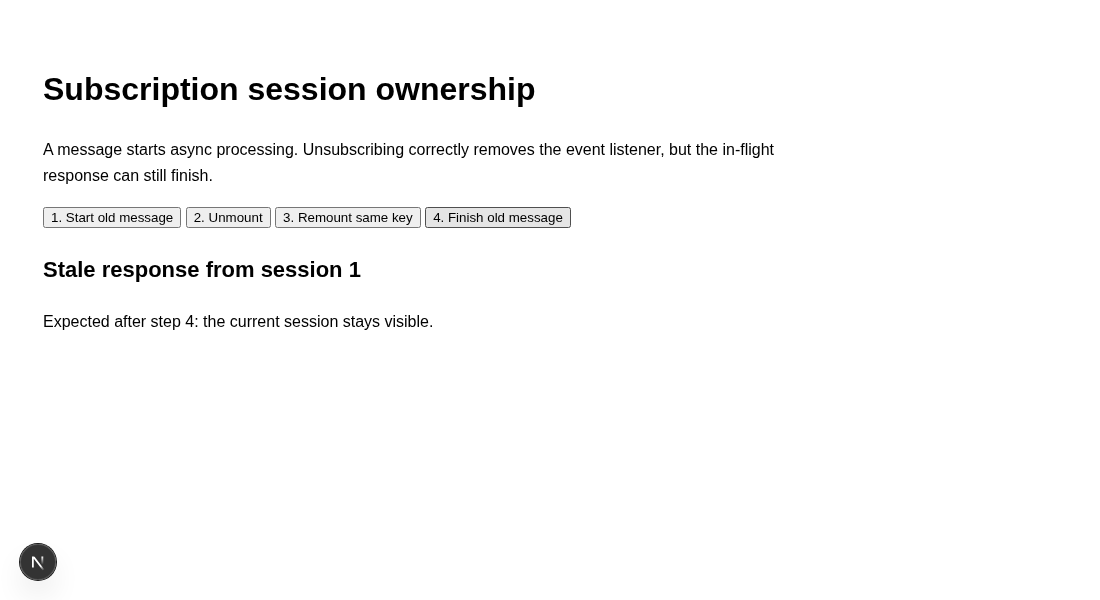 Subscription session ownership
A message starts async processing. Unsubscribing correctly removes the event listener, but the in-flight
response can still finish.
1. Start old message 2. Unmount 3. Remount same key 4. Finish old message
Stale response from session 1
Expected after step 4: the current session stays visible.
N